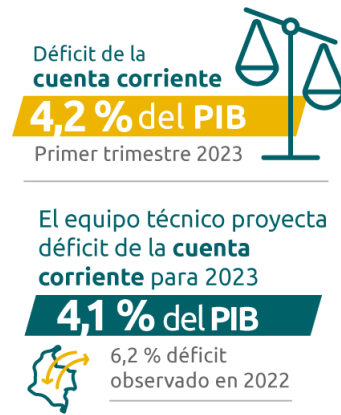 Déficit de la
cuenta corriente
4,2 % del PIB
Primer trimestre 2023
El equipo técnico proyecta
déficit de la cuenta
corriente para 2023
4,1 % del PIB
6,2 % déficit
observado en 2022